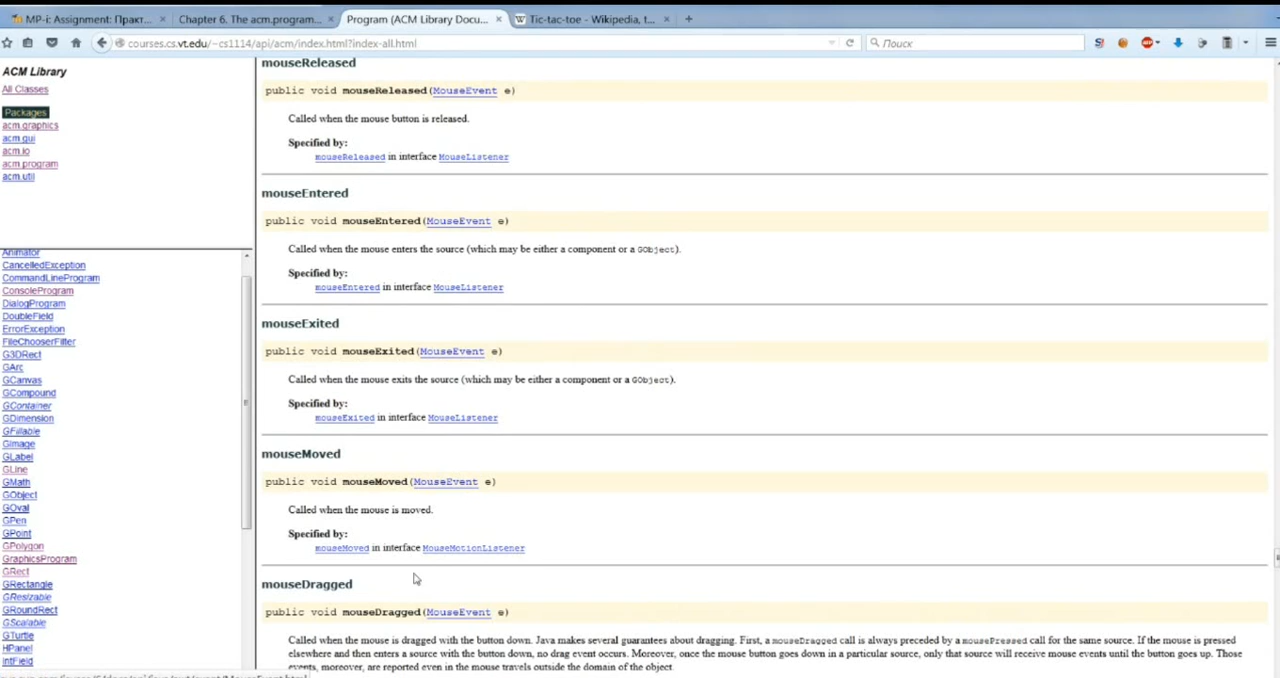 MP-i: Assignment: Практ...
Chapter 6. The acm.program...
Program (ACM Library Docu...
Tic-tac-toe - Wikipedia, t...
courses.cs.vt.edu/~cs1114/api/acm/index.html?index-all.html
Поиск
ACM Library
All Classes
Packages
acm.graphics
acm.gui
acm.io
acm.program
acm.util
Animator
CancelledException
CommandLineProgram
ConsoleProgram
DialogProgram
DoubleField
ErrorException
FileChooserFilter
G3DRect
GArc
GCanvas
GCompound
GContainer
GDimension
GFillable
GImage
GLabel
GLine
GMath
GObject
GOval
GPen
GPoint
GPolygon
GraphicsProgram
GRect
GRectangle
GResizable
GRoundRect
GScalable
GTurtle
HPanel
IntField
mouseReleased
public void mouseReleased(MouseEvent e)
Called when the mouse button is released.
Specified by:
mouseReleased in interface MouseListener
mouseEntered
public void mouseEntered(MouseEvent e)
Called when the mouse enters the source (which may be either a component or a GObject).
Specified by:
mouseEntered in interface MouseListener
mouseExited
public void mouseExited(MouseEvent e)
Called when the mouse exits the source (which may be either a component or a GObject).
Specified by:
mouseExited in interface MouseListener
mouseMoved
public void mouseMoved(MouseEvent e)
Called when the mouse is moved.
Specified by:
mouseMoved in interface MouseMotionListener
mouseDragged
public void mouseDragged(MouseEvent e)
Called when the mouse is dragged with the button down. Java makes several guarantees about dragging. First, a mouseDragged call is always preceded by a mousePressed call for the same source. If the mouse is pressed
elsewhere and then enters a source with the button down, no drag event occurs. Moreover, once the mouse button goes down in a particular source, only that source will receive mouse events until the button goes up. Those
events, moreover, are reported even in the mouse travels outside the domain of the object